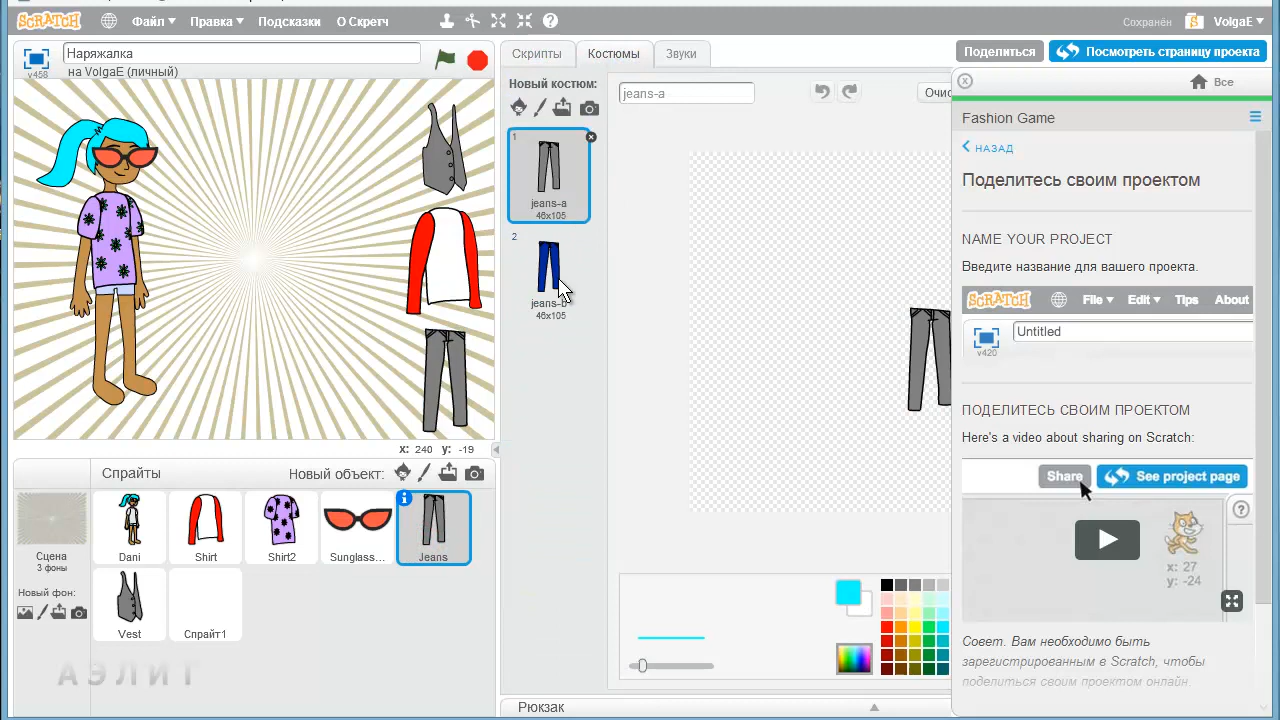 SCRATCH Файл Правка Подсказки О Скретч Сохранён VolgaE
v458
Наряжалка
на VolgaE (личный)
Скрипты Костюмы Звуки
Поделиться Посмотреть страницу проекта
Новый костюм:
jeans-a
1
jeans-a
46x105
2
jeans-b
46x105
Все
Fashion Game
НАЗАД
Поделитесь своим проектом
NAME YOUR PROJECT
Введите название для вашего проекта.
SCRATCH File Edit Tips About
Untitled
v420
ПОДЕЛИТЕСЬ СВОИМ ПРОЕКТОМ
Here's a video about sharing on Scratch:
Share See project page
x: 27
y: -24
Совет. Вам необходимо быть
зарегистрированным в Scratch, чтобы
поделиться своим проектом онлайн
x: 240 y: -19
Спрайты Новый объект:
Сцена
3 фоны
Новый фон:
Dani Shirt Shirt2 Sunglass... Jeans
Vest Спрайт1
АЭЛИТ
Рюкзак